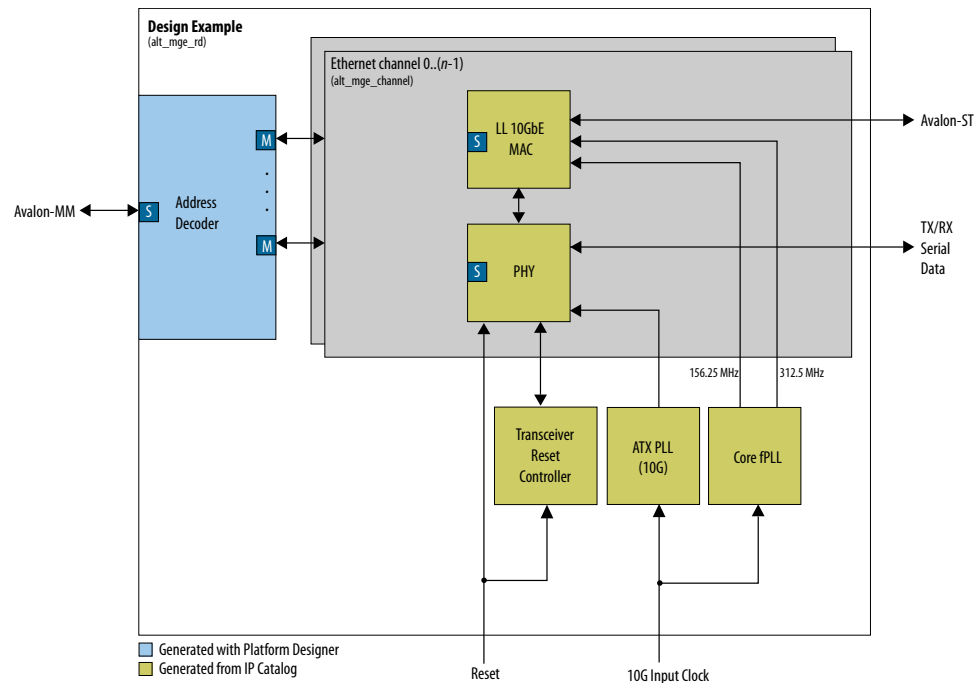 Design Example
(alt_mge_rd)
Ethernet channel 0..(n-1)
(alt_mge_channel)
LL 10GbE
MAC
S
Avalon-ST
M
.
.
.
M
Address
Decoder
Avalon-MM
S
PHY
S
TX/RX
Serial
Data
156.25 MHz
312.5 MHz
Transceiver
Reset
Controller
ATX PLL
(10G)
Core fPLL
Generated with Platform Designer
Generated from IP Catalog
Reset
10G Input Clock